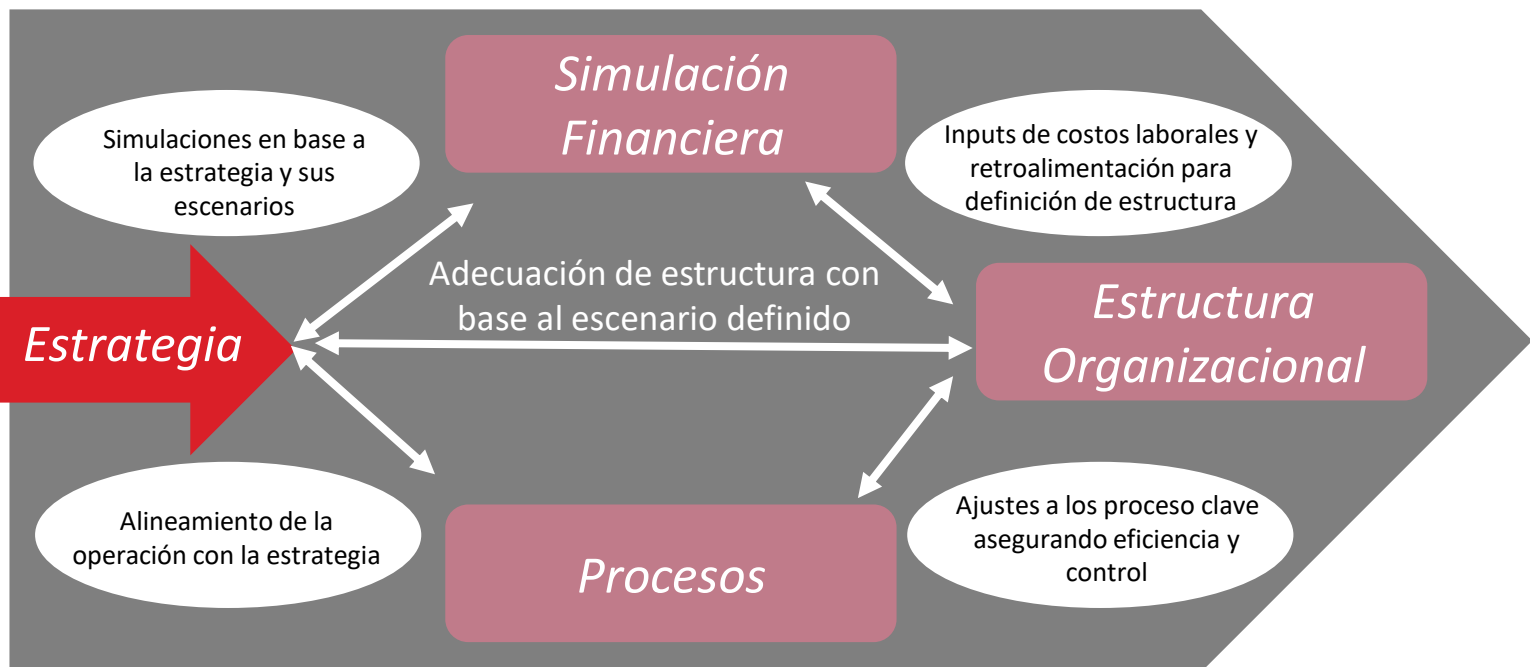 Simulación
Financiera
Simulaciones en base a
la estrategia y sus
escenarios
Inputs de costos laborales y
retroalimentación para
definición de estructura
Adecuación de estructura con
base al escenario definido
Estrategia
Estructura
Organizacional
Alineamiento de la
operación con la estrategia
Procesos
Ajustes a los proceso clave
asegurando eficiencia y
control